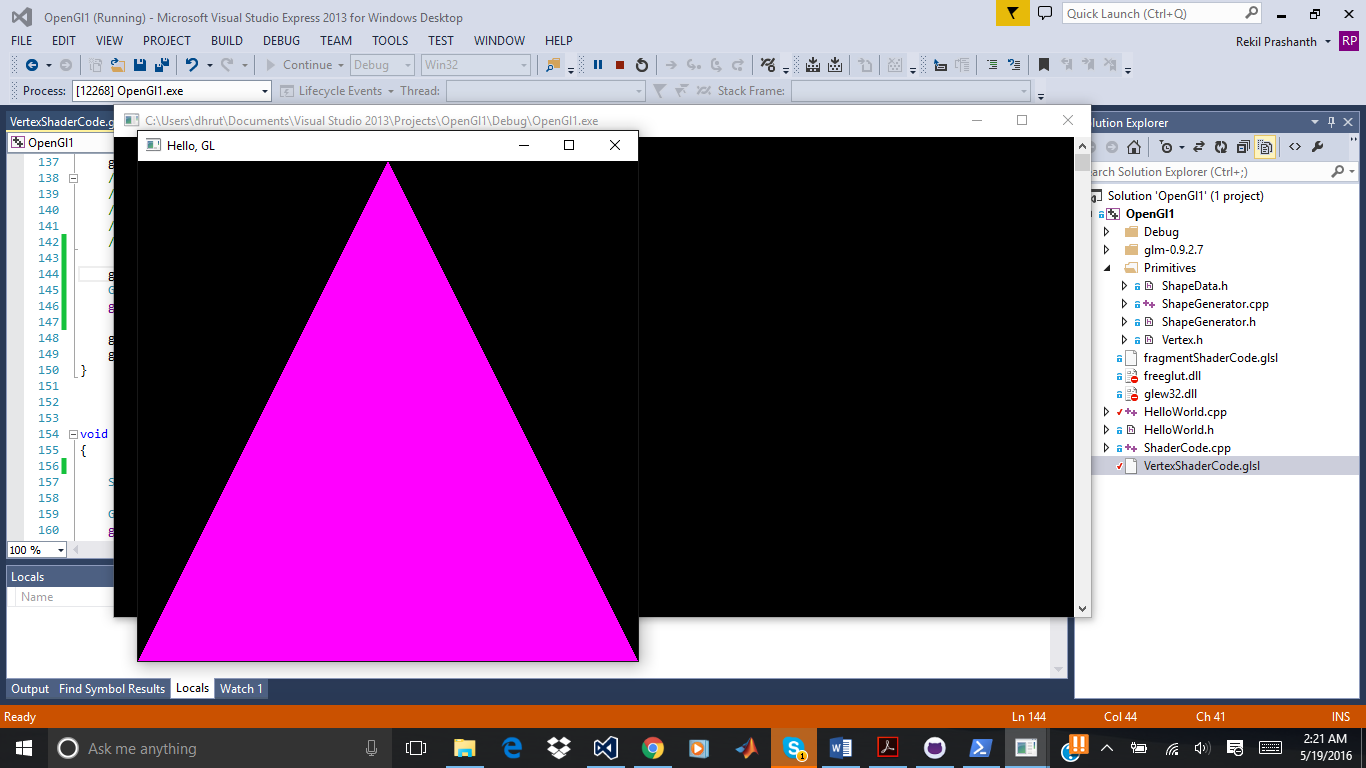 OpenGl1 (Running) - Microsoft Visual Studio Express 2013 for Windows Desktop
Quick Launch (Ctrl+Q)
FILE EDIT VIEW PROJECT BUILD DEBUG TEAM TOOLS TEST WINDOW HELP
Rekil Prashanth RP
Continue Debug Win32
Process: [12268] OpenGl1.exe Lifecycle Events Thread: Stack Frame:
VertexShaderCode.g
C:\Users\dhrut\Documents\Visual Studio 2013\Projects\OpenGl1\Debug\OpenGl1.exe
olution Explorer
OpenGl1
Hello, GL
arch Solution Explorer (Ctrl+;)
Solution 'OpenGl1' (1 project)
OpenGl1
Debug
glm-0.9.2.7
Primitives
ShapeData.h
ShapeGenerator.cpp
ShapeGenerator.h
Vertex.h
fragmentShaderCode.glsl
freeglut.dll
glew32.dll
HelloWorld.cpp
HelloWorld.h
ShaderCode.cpp
VertexShaderCode.glsl
137 g
138 /
139 /
140 /
141 /
142 /
143
144 g
145 G
146 g
147
148 g
149 g
150 }
151
152
153
154 void
155 {
156
157 S
158
159 G
160 g
100 %
Locals
Name
Output Find Symbol Results Locals Watch 1
Ready Ln 144 Col 44 Ch 41 INS
Ask me anything
1
2:21 AM
5/19/2016